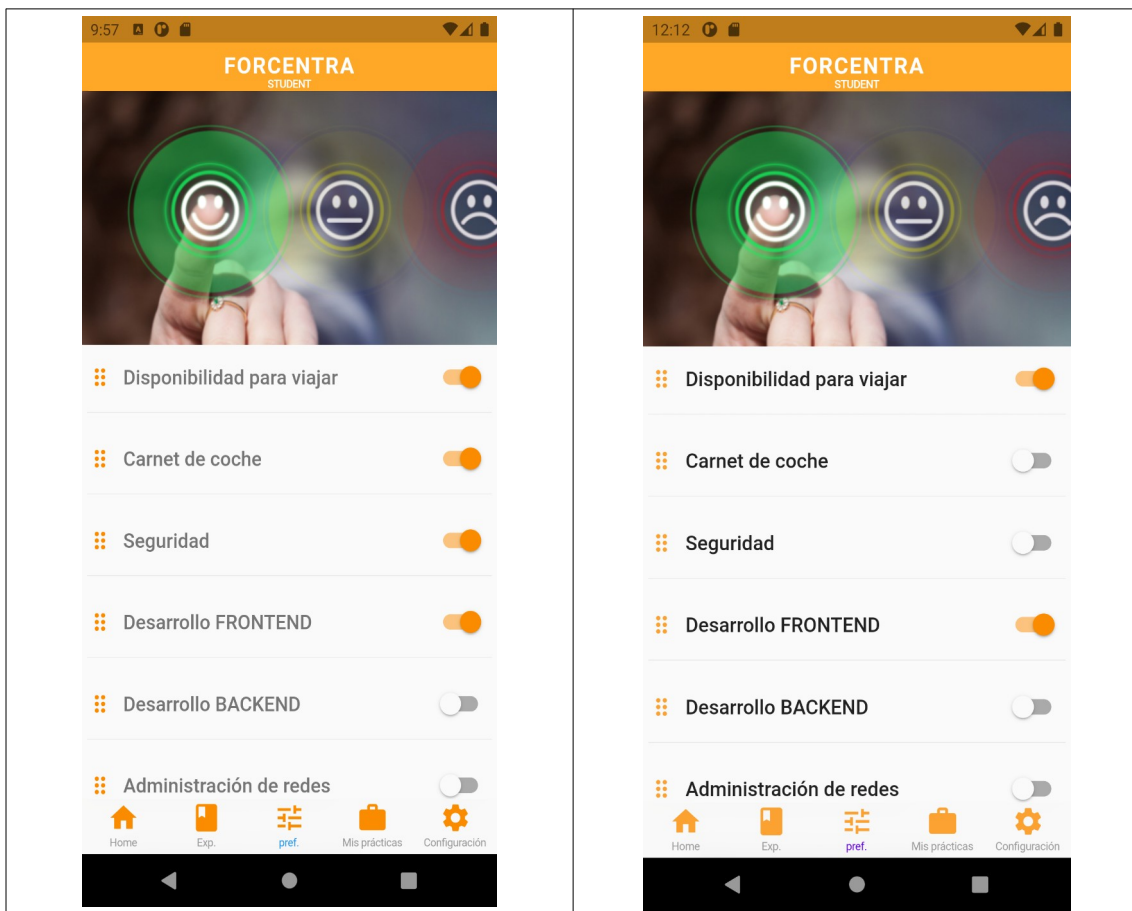 9:57
FORCENTRA
STUDENT
Disponibilidad para viajar
Carnet de coche
Seguridad
Desarrollo FRONTEND
Desarrollo BACKEND
Administración de redes
Home Exp. pref. Mis prácticas Configuración
12:12
FORCENTRA
STUDENT
Disponibilidad para viajar
Carnet de coche
Seguridad
Desarrollo FRONTEND
Desarrollo BACKEND
Administración de redes
Home Exp. pref. Mis prácticas Configuración